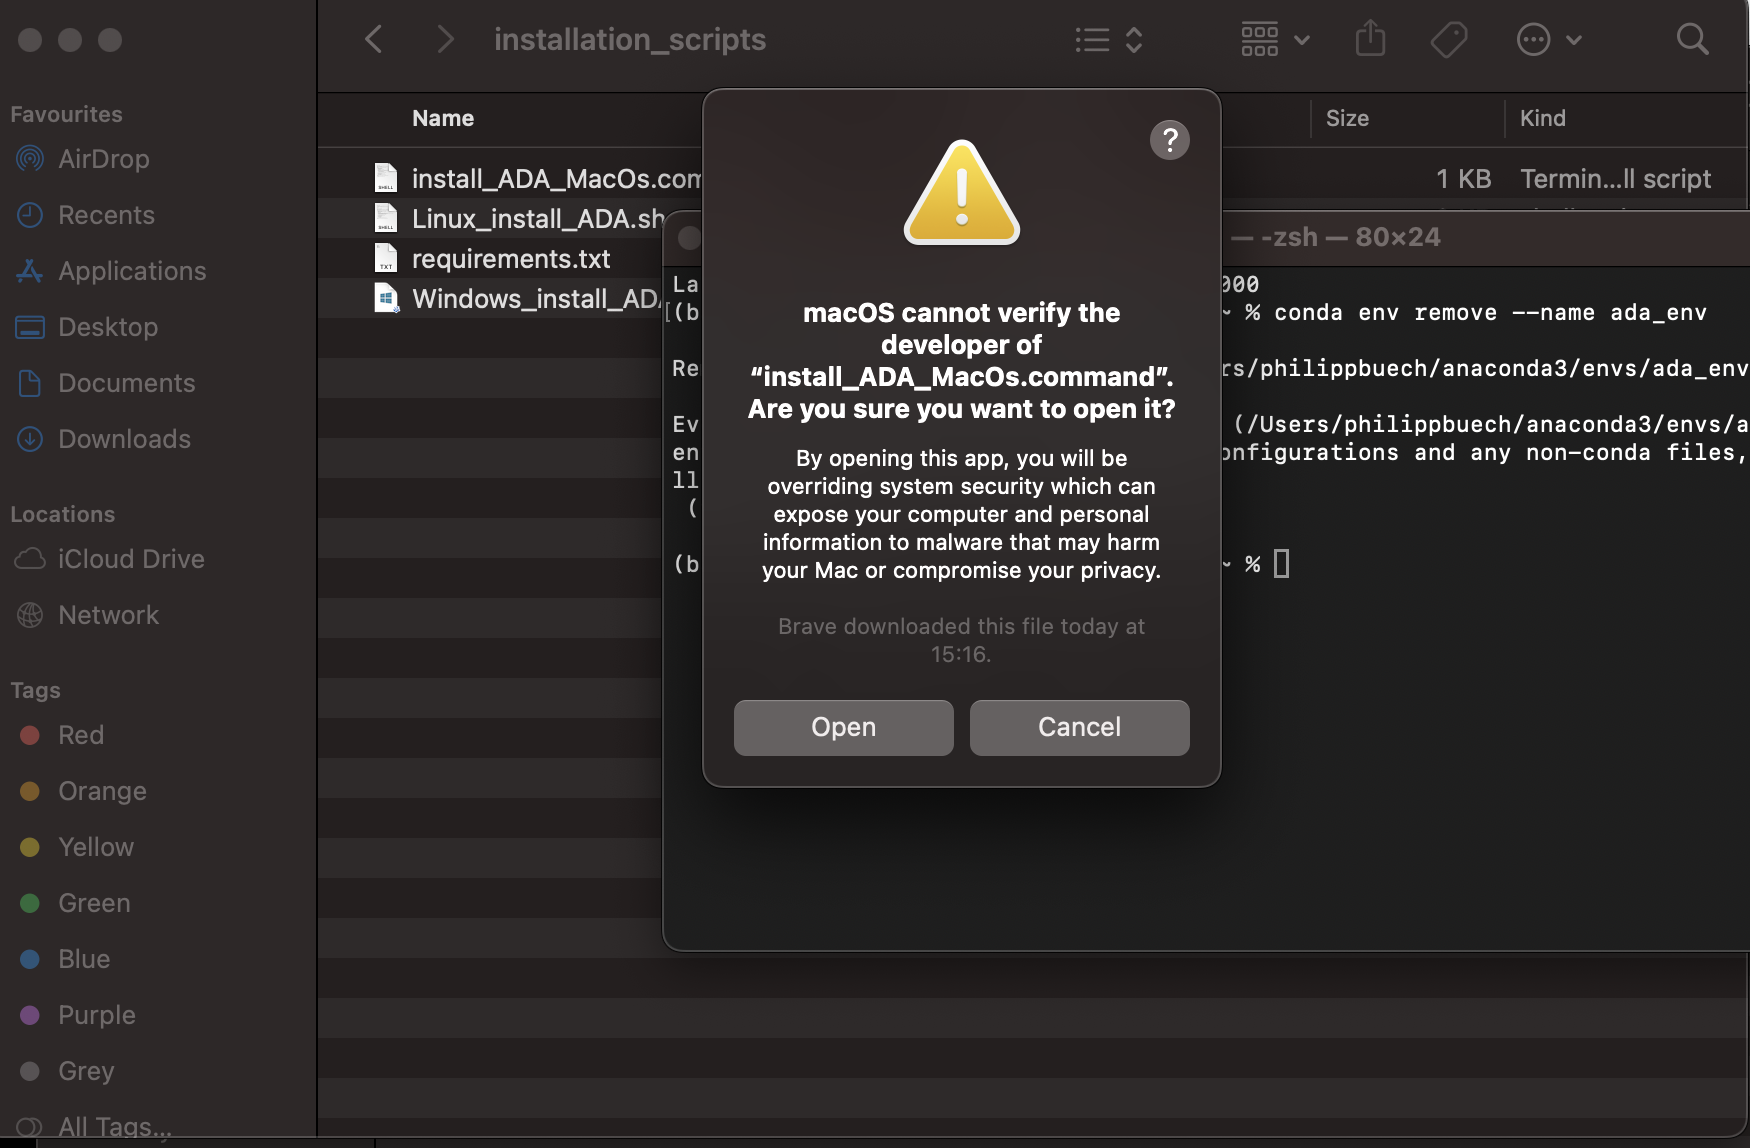 installation_scripts
Favourites
AirDrop
Recents
Applications
Desktop
Documents
Downloads
Locations
iCloud Drive
Network
Tags
Red
Orange
Yellow
Green
Blue
Purple
Grey
All Tags...
Name
Size
Kind
install_ADA_MacOs.com
1 KB
Termin...ll script
Linux_install_ADA.sh
requirements.txt
TXT
Windows_install_ADA
SHELL
SHELL
— -zsh — 80×24
La
000
[(b
~ % conda env remove --name ada_env
Re
rs/philippbuech/anaconda3/envs/ada_env
Ev
(/Users/philippbuech/anaconda3/envs/a
en
onfigurations and any non-conda files,
ll
(
(b
~ %
?
macOS cannot verify the
developer of
“install_ADA_MacOs.command”.
Are you sure you want to open it?
By opening this app, you will be
overriding system security which can
expose your computer and personal
information to malware that may harm
your Mac or compromise your privacy.
Brave downloaded this file today at
15:16.
Open
Cancel